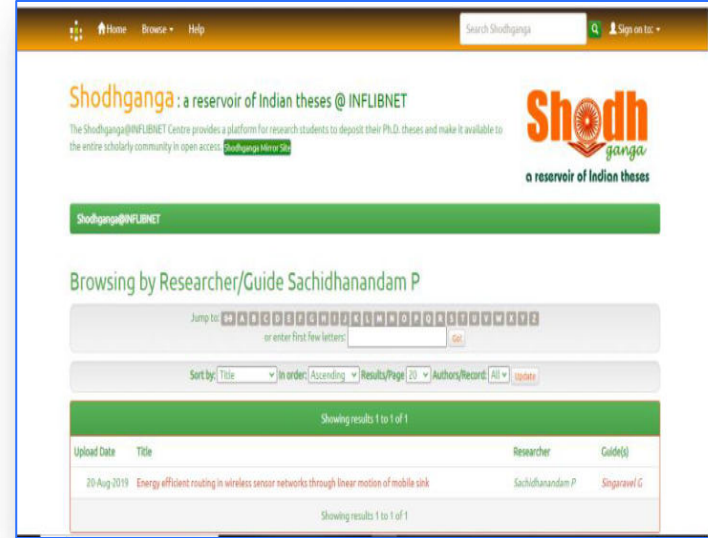 Home Browse Help Search Shodhganga Sign on to:
Shodhganga : a reservoir of Indian theses @ INFLIBNET
The Shodhganga@INFLIBNET Centre provides a platform for research students to deposit their Ph.D. theses and make it available to
the entire scholarly community in open access. Shodhganga Mirror Site
Shodh
ganga
a reservoir of Indian theses
Shodhganga@INFLIBNET
Browsing by Researcher/Guide Sachidhanandam P
Jump to: 0-9 A B C D E F G H I J K L M N O P Q R S T U V W X Y Z
or enter first few letters: Go
Sort by: Title In order: Ascending Results/Page 20 Authors/Record: All Update
Showing results 1 to 1 of 1
Upload Date Title Researcher Guide(s)
20-Aug-2019 Energy efficient routing in wireless sensor networks through linear motion of mobile sink Sachidhanandam P Singaravel G
Showing results 1 to 1 of 1